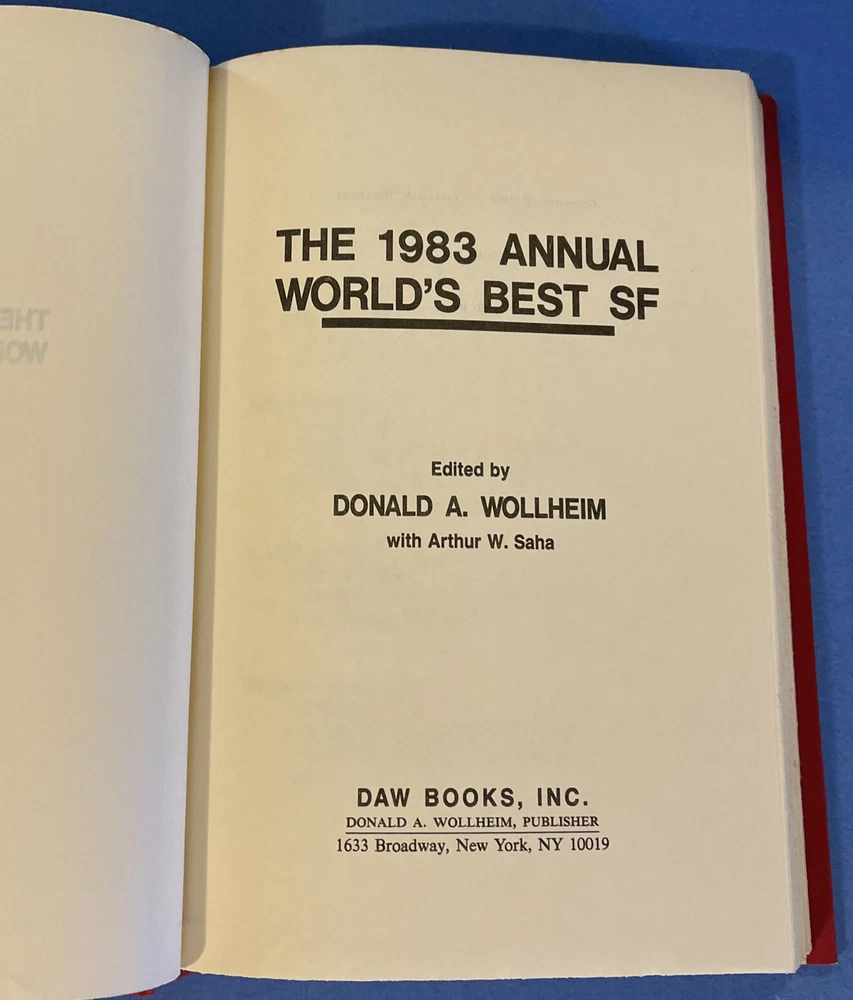 THE 1983 ANNUAL
WORLD'S BEST SF
Edited by
DONALD A. WOLLHEIM
with Arthur W. Saha
DAW BOOKS, INC.
DONALD A. WOLLHEIM, PUBLISHER
1633 Broadway, New York, NY 10019